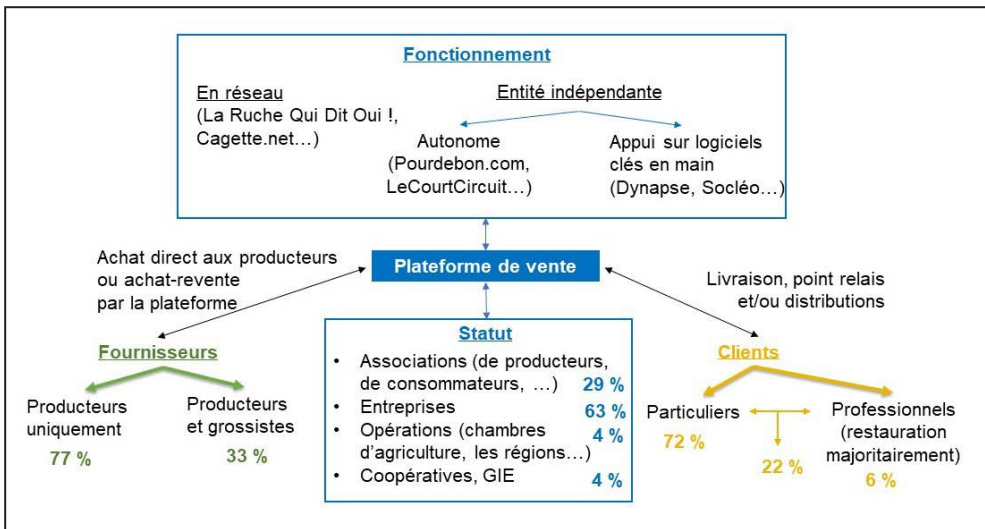 Fonctionnement
En réseau
(La Ruche Qui Dit Oui !,
Cagette.net…)
Entité indépendante
Autonome
(Pourdebon.com,
LeCourtCircuit…)
Appui sur logiciels
clés en main
(Dynapse, Socléo…)
Achat direct aux producteurs
ou achat-revente
par la plateforme
Plateforme de vente
Livraison, point relais
et/ou distributions
Fournisseurs
Producteurs
uniquement
77 %
Producteurs
et grossistes
33 %
Statut
• Associations (de producteurs,
de consommateurs, …) 29 %
• Entreprises 63 %
• Opérations (chambres 4 %
d’agriculture, les régions…)
• Coopératives, GIE 4 %
Clients
Particuliers
72 %
22 %
Professionnels
(restauration
majoritairement)
6 %